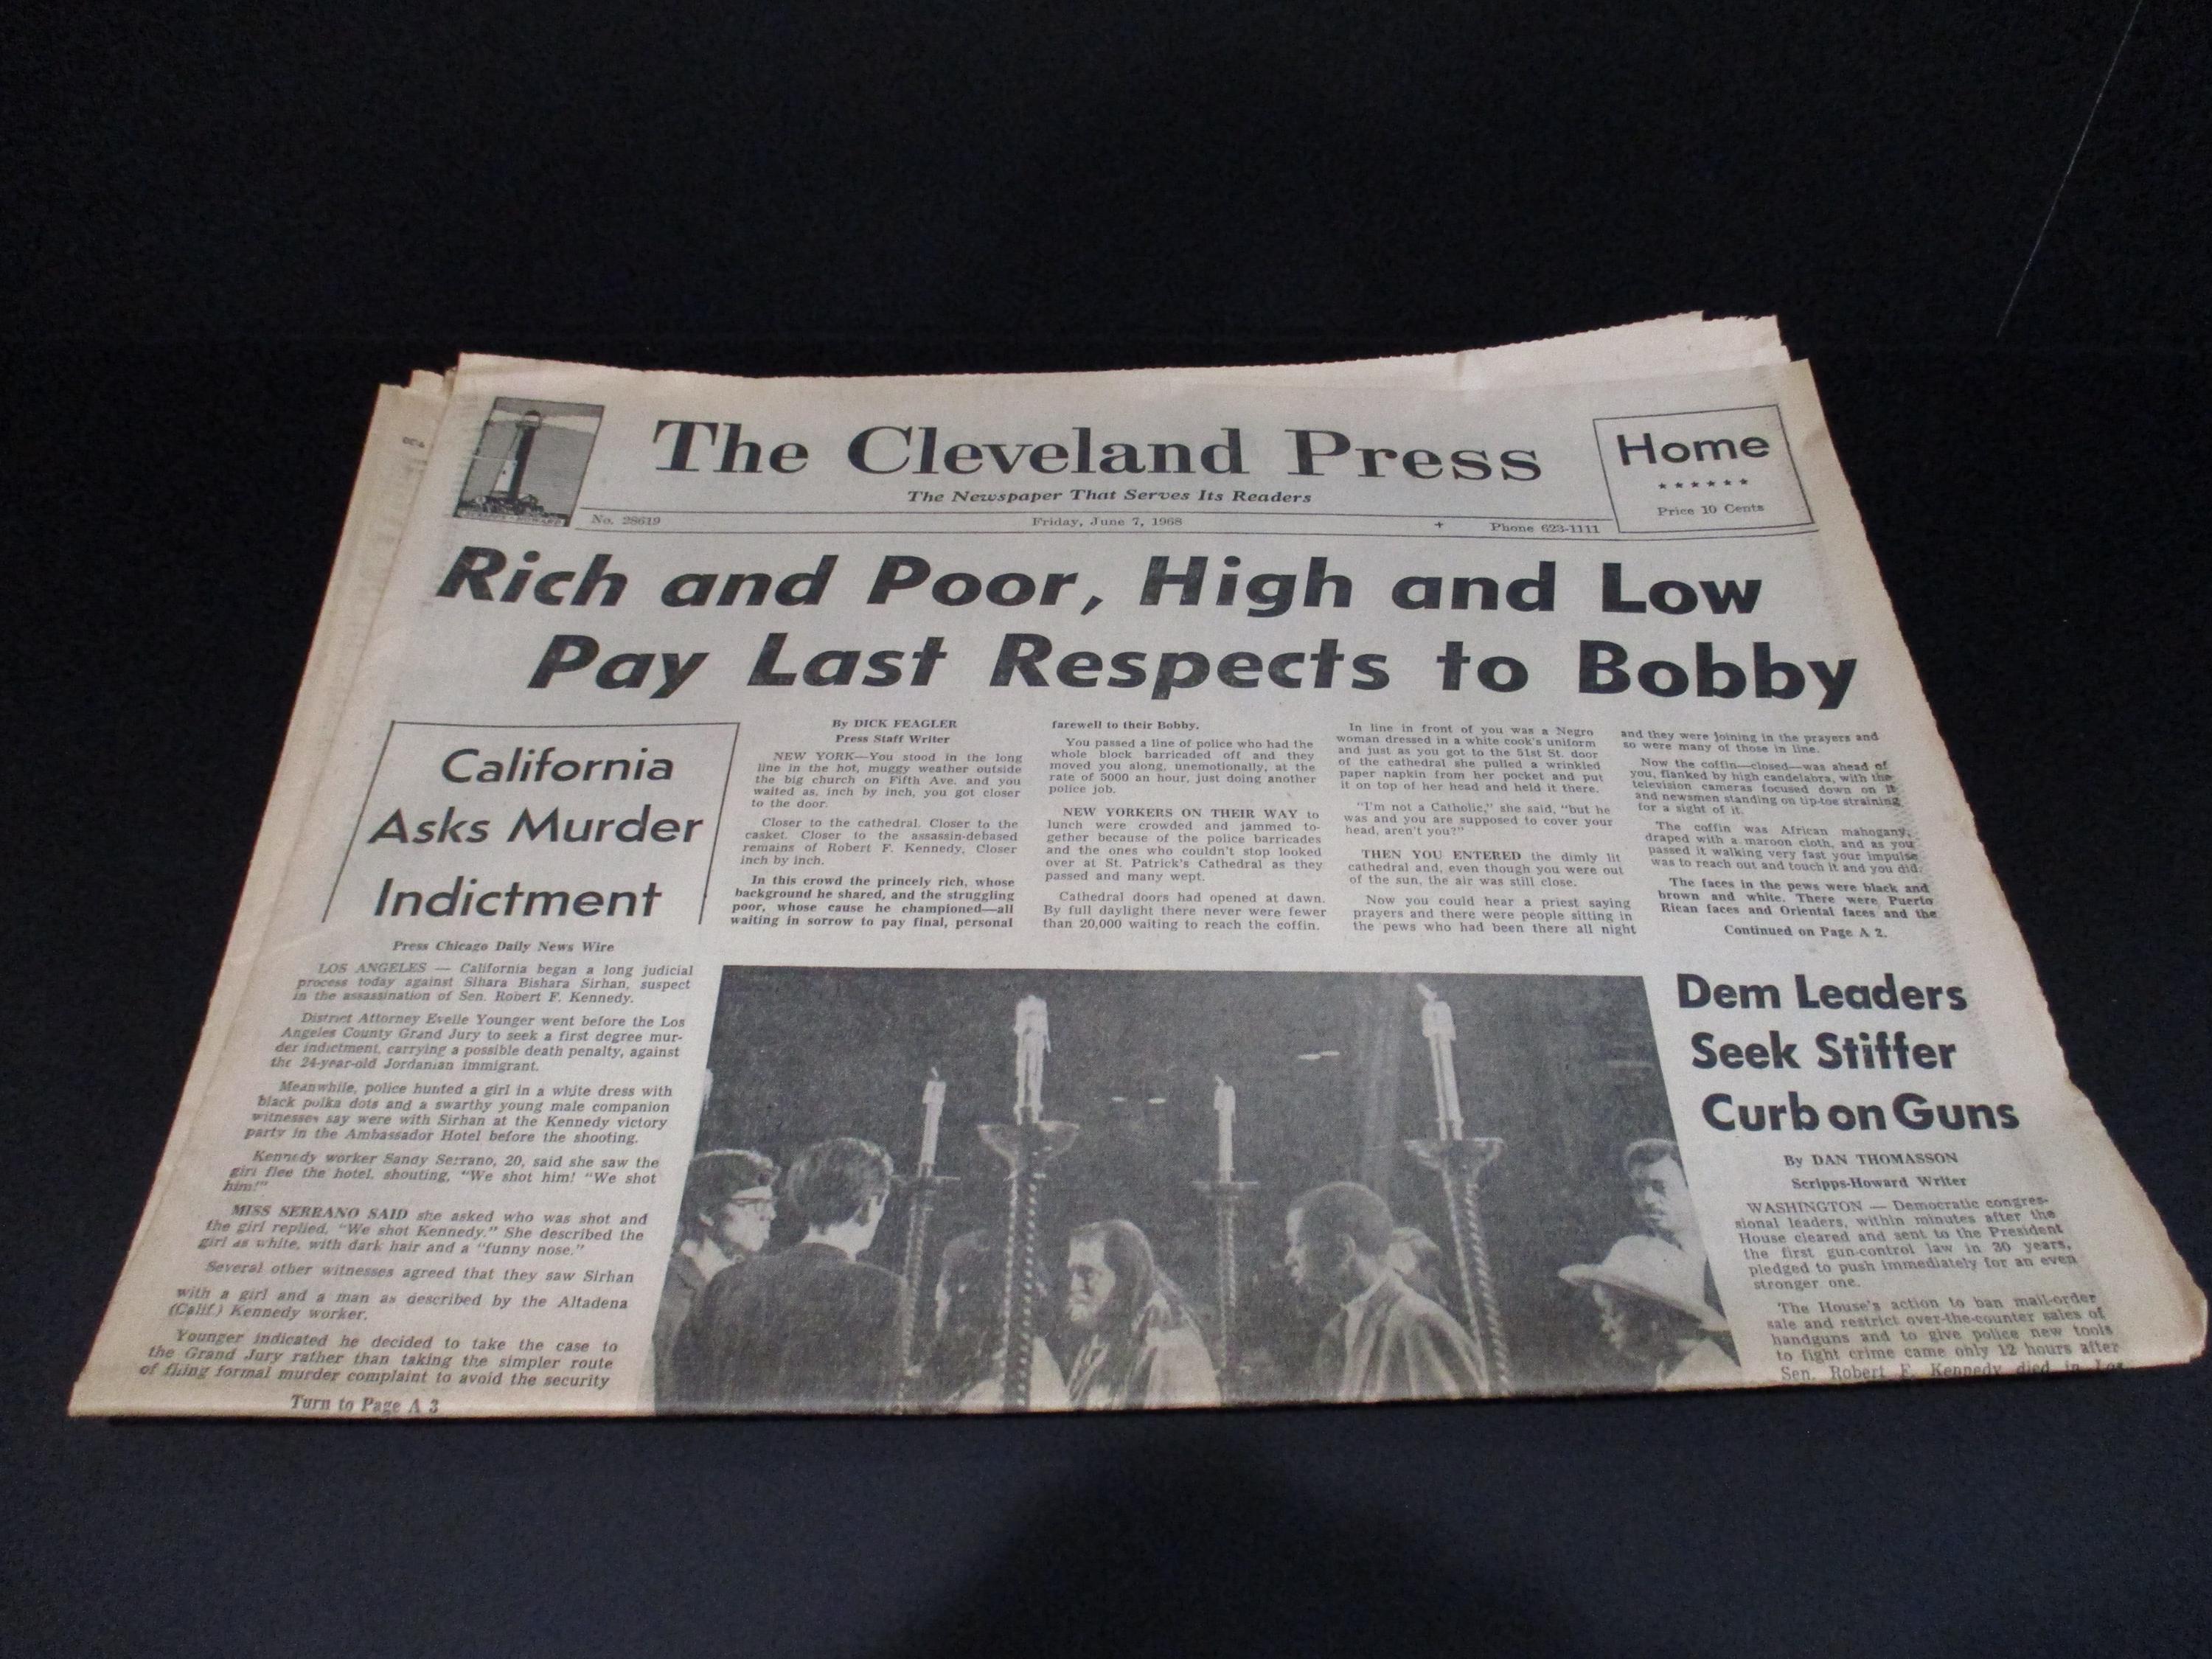 The Cleveland Press
The Newspaper That Serves Its Readers
Home
★ ★ ★ ★ ★ ★
Price 10 Cents
SCRIPPS - HOWARD
No. 28619
Friday, June 7, 1968
+
Phone 623-1111
Rich and Poor, High and Low
Pay Last Respects to Bobby
California
Asks Murder
Indictment
Press Chicago Daily News Wire
LOS ANGELES — California began a long judicial
process today against Sihara Bishara Sirhan, suspect
in the assassination of Sen. Robert F. Kennedy.
District Attorney Evelle Younger went before the Los
Angeles County Grand Jury to seek a first degree mur-
der indictment, carrying a possible death penalty, against
the 24-year-old Jordanian immigrant.
Meanwhile, police hunted a girl in a white dress with
black polka dots and a swarthy young male companion
witnesses say were with Sirhan at the Kennedy victory
party in the Ambassador Hotel before the shooting.
Kennedy worker Sandy Serrano, 20, said she saw the
girl flee the hotel, shouting, "We shot him! "We shot
him!"
MISS SERRANO SAID she asked who was shot and
the girl replied, "We shot Kennedy." She described the
girl as white, with dark hair and a "funny nose."
Several other witnesses agreed that they saw Sirhan
with a girl and a man as described by the Altadena
(Calif.) Kennedy worker.
Younger indicated he decided to take the case to
the Grand Jury rather than taking the simpler route
of filing formal murder complaint to avoid the security
Turn to Page A 3
By DICK FEAGLER
Press Staff Writer
NEW YORK—You stood in the long
line in the hot, muggy weather outside
the big church on Fifth Ave. and you
waited as, inch by inch, you got closer
to the door.
Closer to the cathedral. Closer to the
casket. Closer to the assassin-debased
remains of Robert F. Kennedy, Closer
inch by inch.
In this crowd the princely rich, whose
background he shared, and the struggling
poor, whose cause he championed—all
waiting in sorrow to pay final, personal
farewell to their Bobby.
You passed a line of police who had the
whole block barricaded off and they
moved you along, unemotionally, at the
rate of 5000 an hour, just doing another
police job.
NEW YORKERS ON THEIR WAY to
lunch were crowded and jammed to-
gether because of the police barricades
and the ones who couldn't stop looked
over at St. Patrick's Cathedral as they
passed and many wept.
Cathedral doors had opened at dawn.
By full daylight there never were fewer
than 20,000 waiting to reach the coffin.
In line in front of you was a Negro
woman dressed in a white cook's uniform
and just as you got to the 51st St. door
of the cathedral she pulled a wrinkled
paper napkin from her pocket and put
it on top of her head and held it there.
"I'm not a Catholic," she said, "but he
was and you are supposed to cover your
head, aren't you?"
THEN YOU ENTERED the dimly lit
cathedral and, even though you were out
of the sun, the air was still close.
Now you could hear a priest saying
prayers and there were people sitting in
the pews who had been there all night
and they were joining in the prayers and
so were many of those in line.
Now the coffin—closed—was ahead of
you, flanked by high candelabra, with the
television cameras focused down on it
and newsmen standing on tip-toe straining
for a sight of it.
The coffin was African mahogany,
draped with a maroon cloth, and as you
passed it walking very fast your impulse
was to reach out and touch it and you did.
The faces in the pews were black and
brown and white. There were Puerto
Rican faces and Oriental faces and the
Continued on Page A 2.
Dem Leaders
Seek Stiffer
Curb on Guns
By DAN THOMASSON
Scripps-Howard Writer
WASHINGTON — Democratic congres-
sional leaders, within minutes after the
House cleared and sent to the President
the first gun-control law in 30 years,
pledged to push immediately for an even
stronger one.
The House's action to ban mail-order
sale and restrict over-the-counter sales of
handguns and to give police new tools
to fight crime came only 12 hours after
Sen. Robert F. Kennedy died in Los